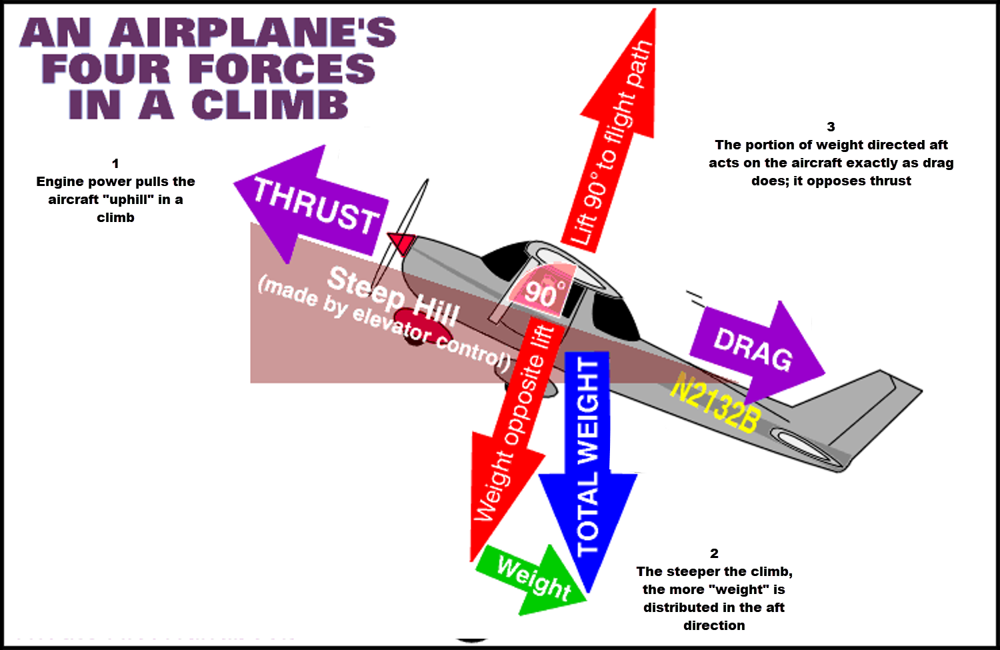 AN AIRPLANE'S
FOUR FORCES
IN A CLIMB
1
Engine power pulls the
aircraft "uphill" in a
climb
THRUST
Lift 90° to flight path
3
The portion of weight directed aft
acts on the aircraft exactly as drag
does; it opposes thrust
Steep Hill
(made by elevator control)
90°
DRAG
N2132B
Weight opposite lift
TOTAL WEIGHT
Weight
2
The steeper the climb,
the more "weight" is
distributed in the aft
direction